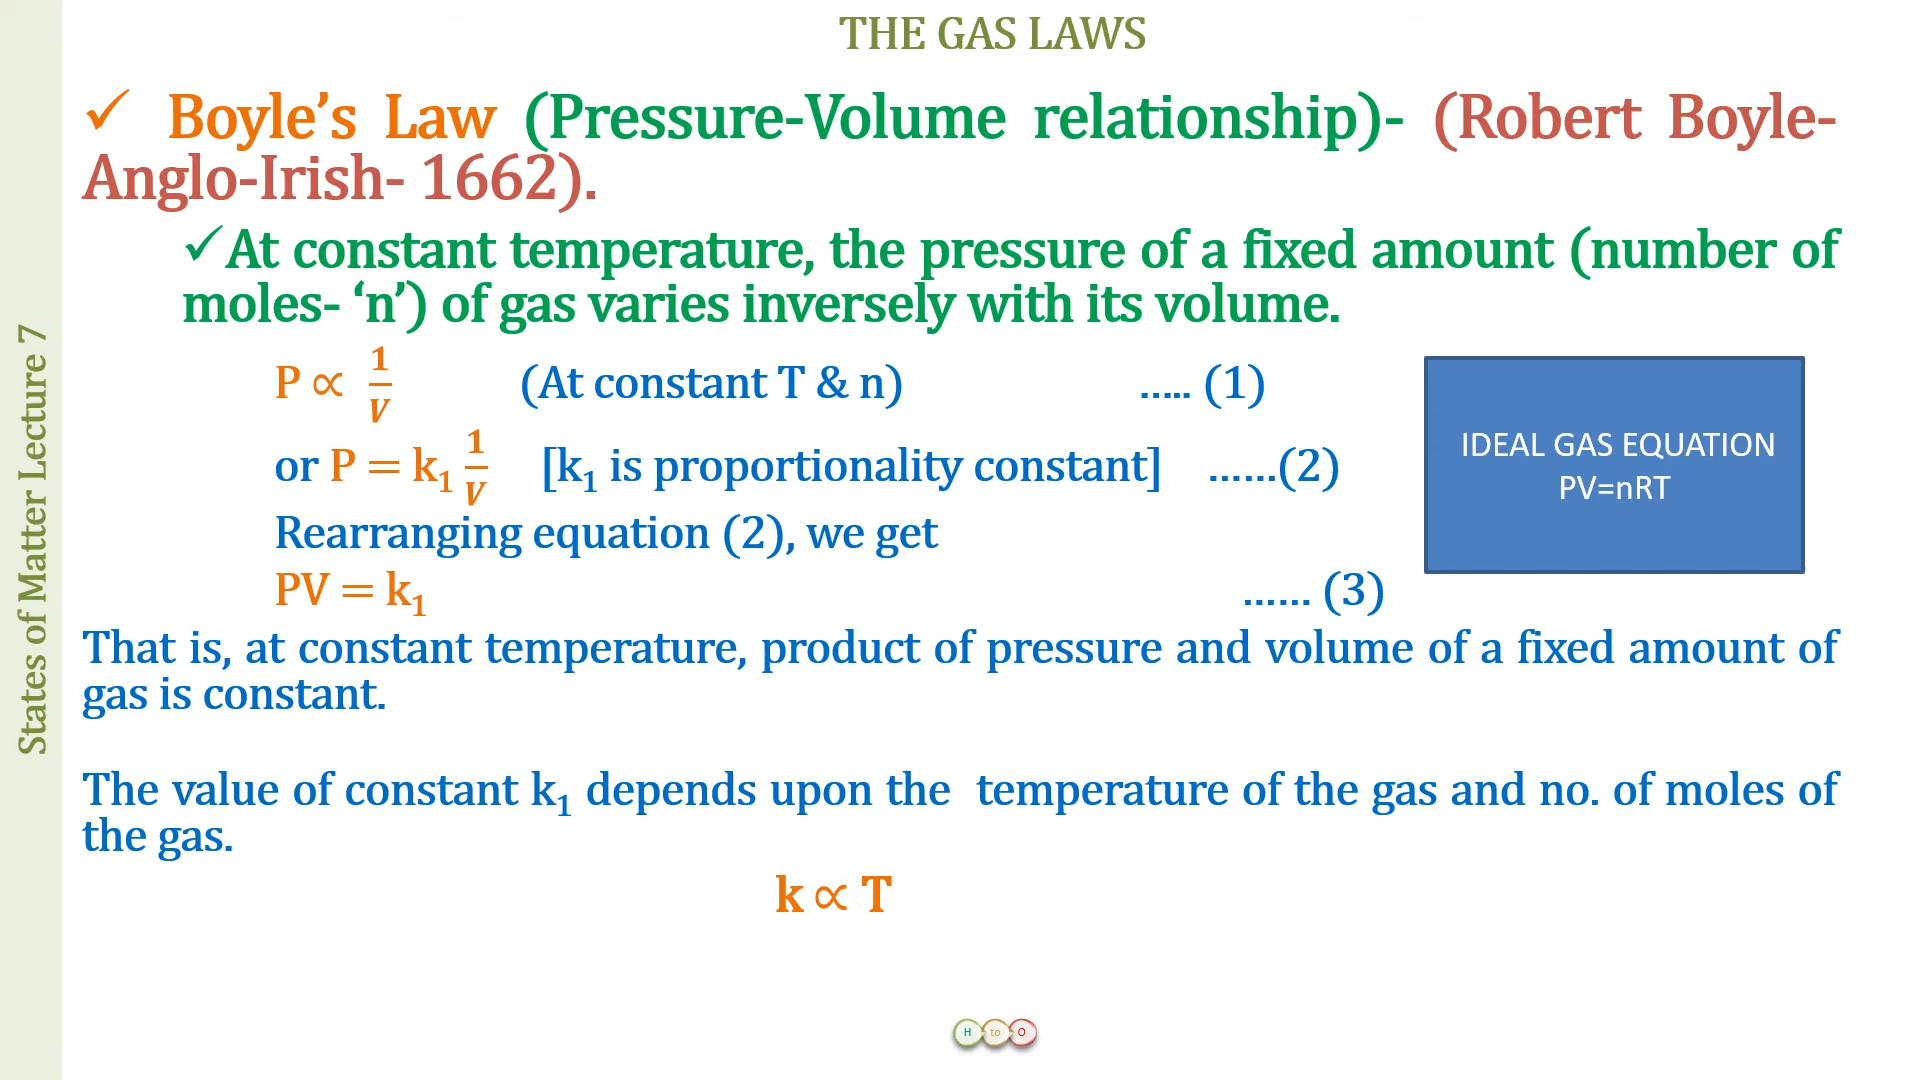 THE GAS LAWS
✓ Boyle’s Law (Pressure-Volume relationship)- (Robert Boyle-
Anglo-Irish- 1662).
✓At constant temperature, the pressure of a fixed amount (number of
moles- ‘n’) of gas varies inversely with its volume.
P ∝ 1/V (At constant T & n) ..... (1)
or P = k₁ 1/V [k₁ is proportionality constant] ......(2)
Rearranging equation (2), we get
PV = k₁ ...... (3)
IDEAL GAS EQUATION
PV=nRT
That is, at constant temperature, product of pressure and volume of a fixed amount of
gas is constant.
The value of constant k₁ depends upon the temperature of the gas and no. of moles of
the gas.
k ∝ T
States of Matter Lecture 7
H to O